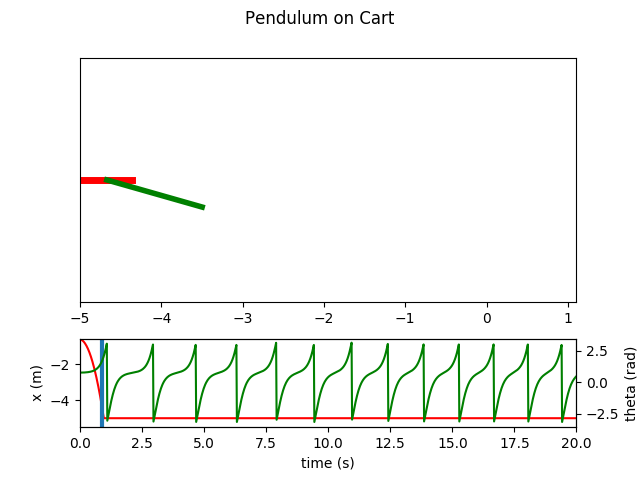 Pendulum on Cart
−5 −4 −3 −2 −1 0 1
x (m)
−2
−4
2.5
0.0
−2.5
theta (rad)
0.0 2.5 5.0 7.5 10.0 12.5 15.0 17.5 20.0
time (s)